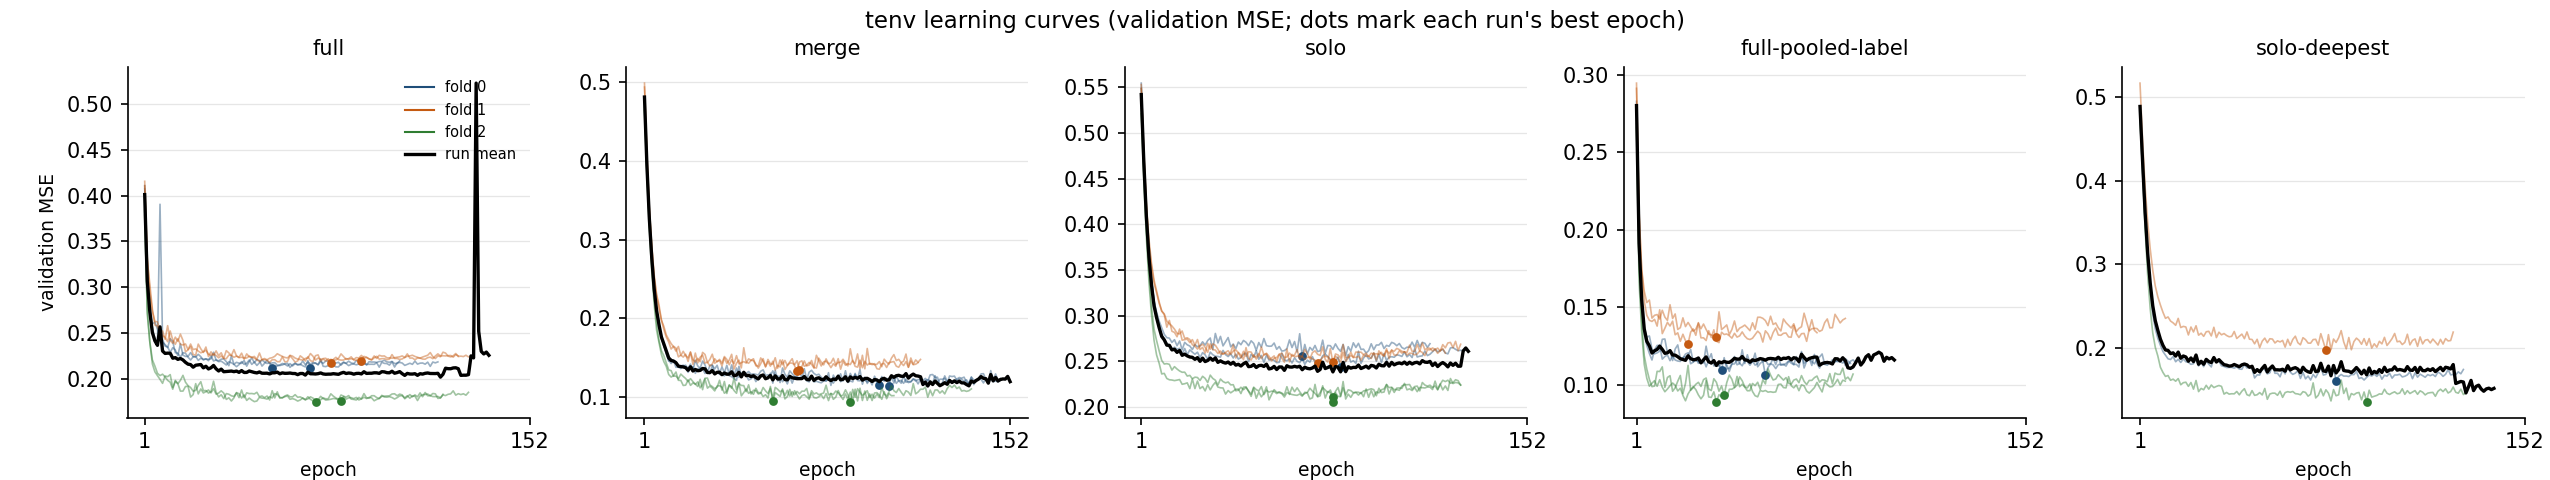 tenv learning curves (validation MSE; dots mark each run's best epoch)
full
merge
solo
full-pooled-label
solo-deepest
validation MSE
0.50
0.45
0.40
0.35
0.30
0.25
0.20
fold 0
fold 1
fold 2
run mean
1
152
epoch
0.5
0.4
0.3
0.2
0.1
1
152
epoch
0.55
0.50
0.45
0.40
0.35
0.30
0.25
0.20
1
152
epoch
0.30
0.25
0.20
0.15
0.10
1
152
epoch
0.5
0.4
0.3
0.2
1
152
epoch